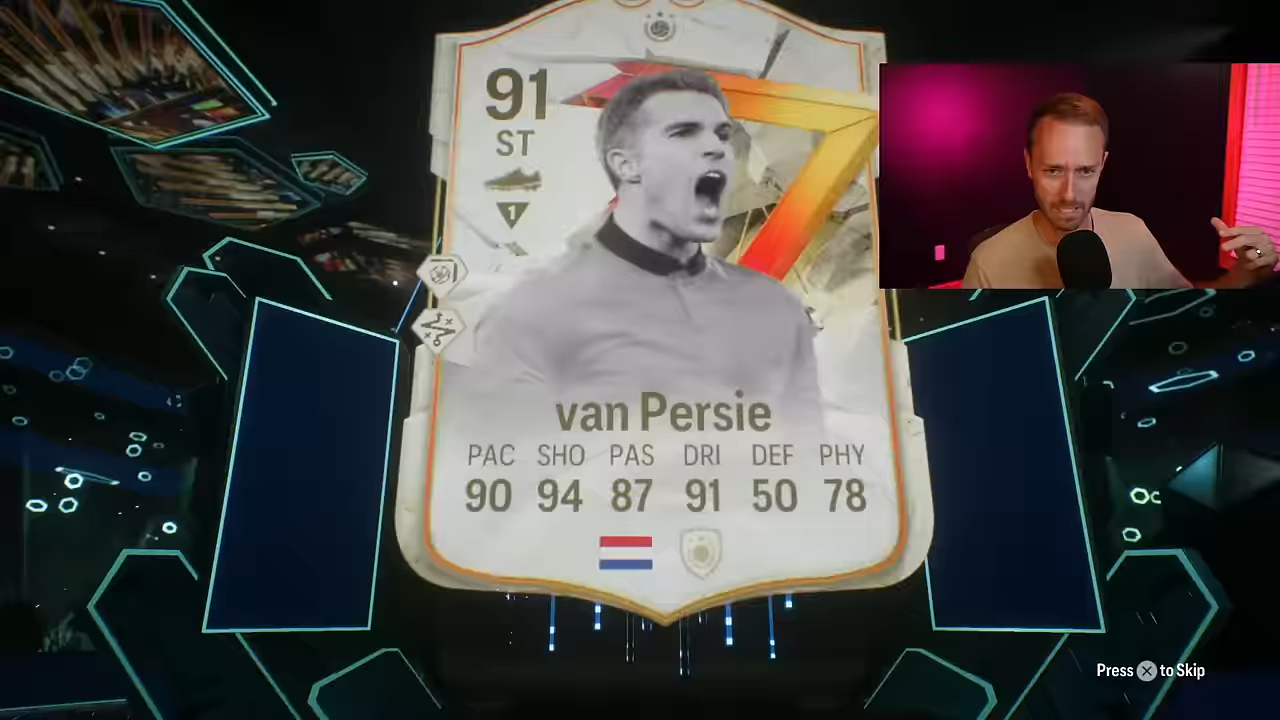 91
ST
1
van Persie
PAC SHO PAS DRI DEF PHY
90 94 87 91 50 78
Press X to Skip